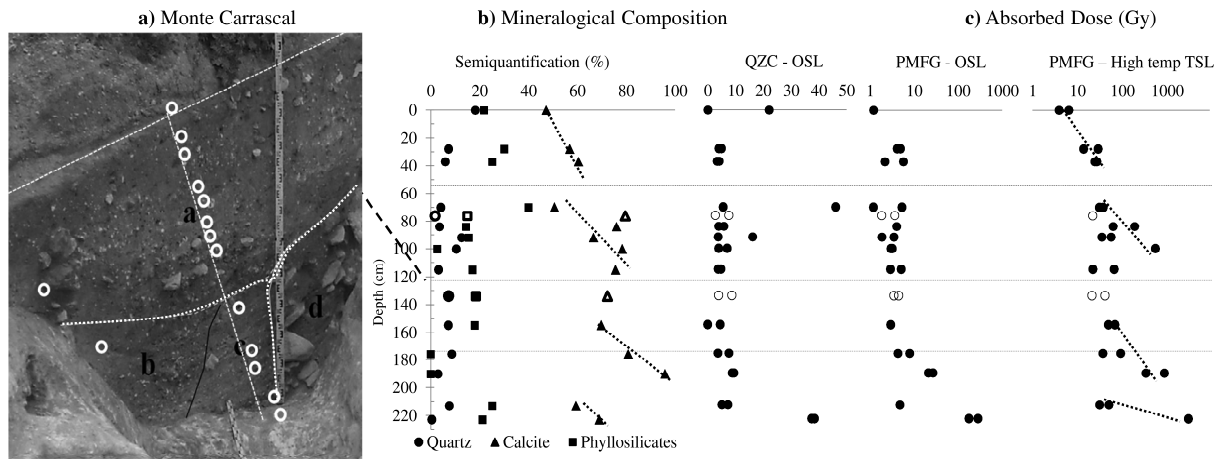 a) Monte Carrascal
b) Mineralogical Composition
c) Absorbed Dose (Gy)
Semiquantification (%)
QZC - OSL
PMFG - OSL
PMFG – High temp TSL
0 20 40 60 80 100
0 10 20 30 40 50
1 10 100 1000
1 10 1000
0
20
40
60
80
100
120
140
160
180
200
220
Depth (cm)
a
b
c
d
Quartz
Calcite
Phyllosilicates